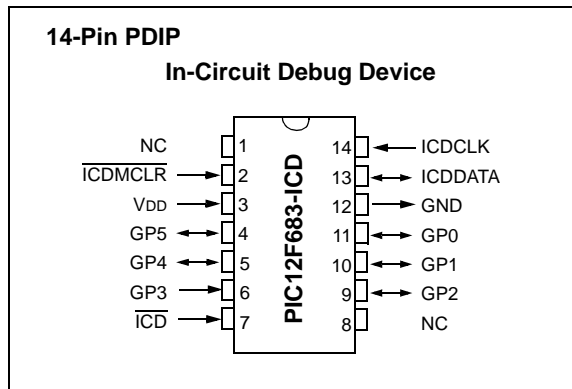 14-Pin PDIP
In-Circuit Debug Device
NC 1 14 ICDCLK
ICDMCLR 2 13 ICDDATA
VDD 3 12 GND
GP5 4 11 GP0
GP4 5 10 GP1
GP3 6 9 GP2
ICD 7 8 NC
PIC12F683-ICD